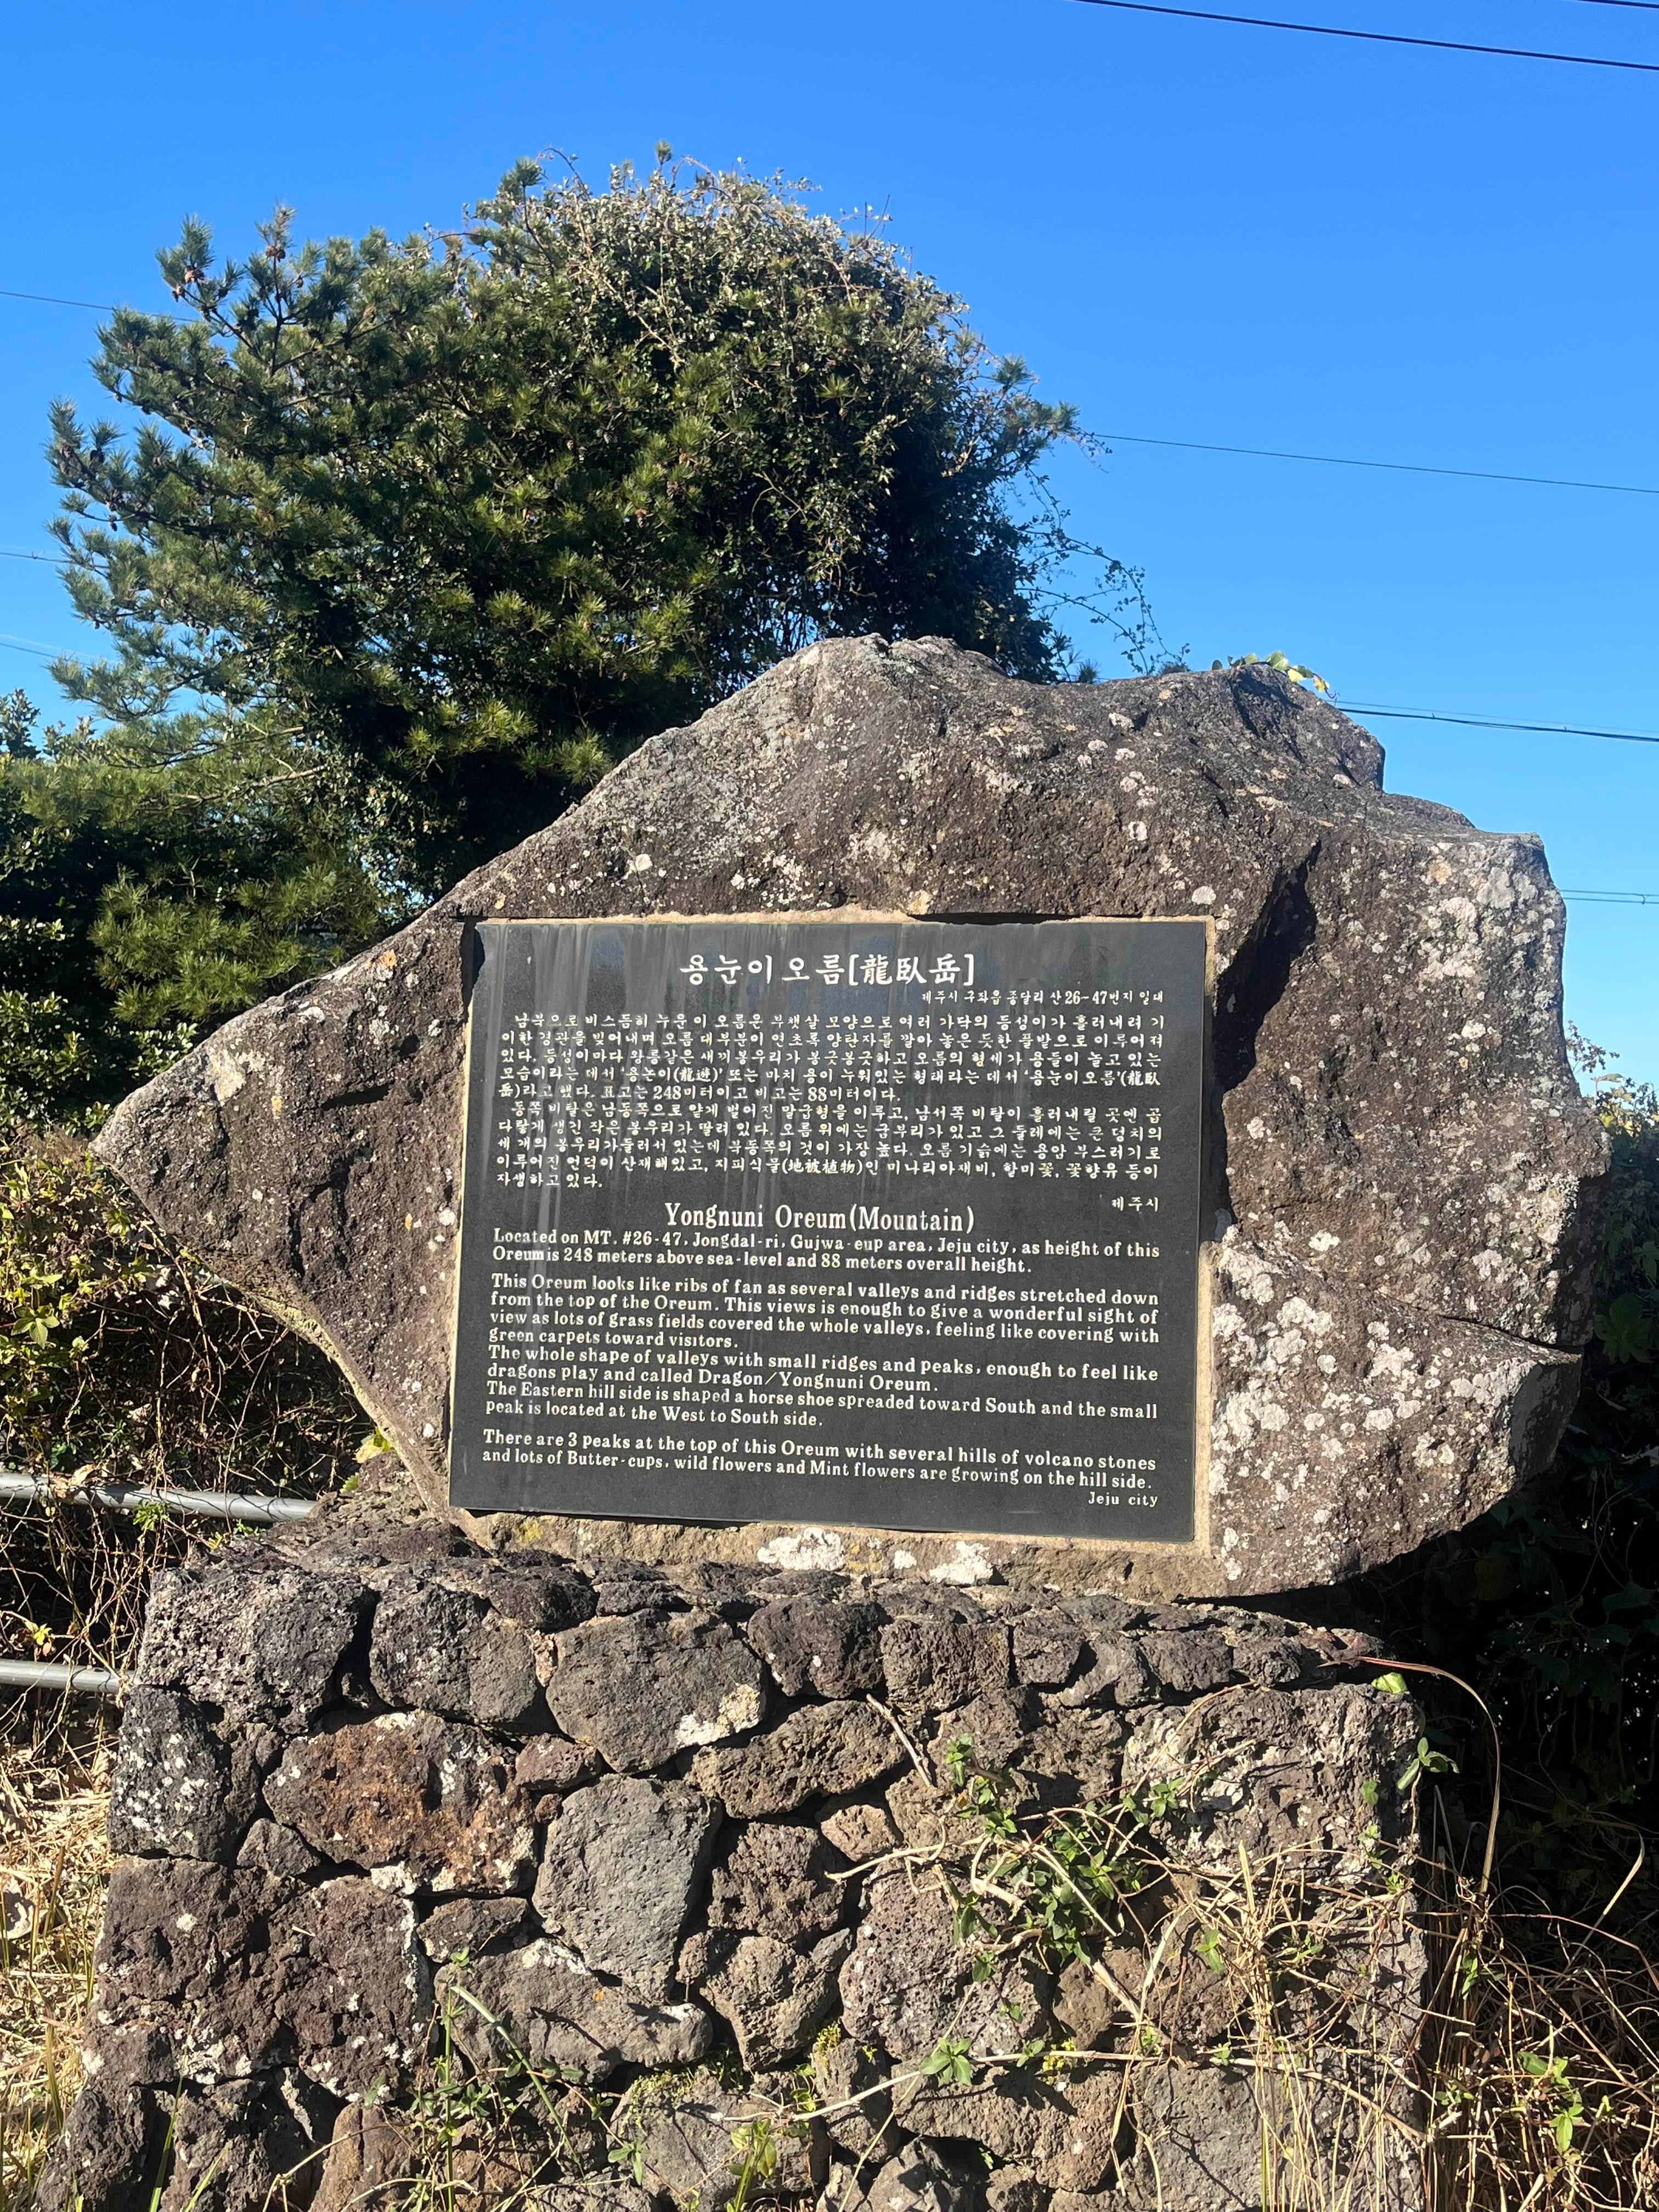 용눈이오름[龍臥岳]
제주시 구좌읍 종달리 산 26-47번지 일대
남북으로 비스듬히 누운 이 오름은 부챗살 모양으로 여러 가닥의 등성이가 흘러내려 기
이한 경관을 빚어내며 오름 대부분이 연초록 양탄자를 깔아 놓은 듯한 풀밭으로 이루어져
있다. 등성이마다 왕릉같은 새끼 봉우리가 봉긋봉긋하고 오름의 형세가 용들이 놀고 있는
모습이라는 데서 '용논이(龍遊)' 또는 마치 용이 누워있는 형태라는 데서 '용눈이오름'(龍臥
岳)라고 했다. 표고는 248미터이고 비고는 88미터이다.
동쪽 비탈은 남동쪽으로 얕게 벌어진 말굽형을 이루고, 남서쪽 비탈이 흘러내릴 곳엔 곱
다랗게 생긴 작은 봉우리가 딸려 있다. 오름 위에는 굼부리가 있고 그 둘레에는 큰 덩치의
세 개의 봉우리가 둘러서 있는데 북동쪽의 것이 가장 높다. 오름 기슭에는 용암 부스러기로
이루어진 언덕이 산재해있고, 지피식물(地被植物)인 미나리아재비, 할미꽃, 꽃향유 등이
자생하고 있다.
제주시
Yongnuni Oreum(Mountain)
Located on MT. #26-47, Jongdal-ri, Gujwa-eup area, Jeju city, as height of this
Oreum is 248 meters above sea-level and 88 meters overall height.
This Oreum looks like ribs of fan as several valleys and ridges stretched down
from the top of the Oreum. This views is enough to give a wonderful sight of
view as lots of grass fields covered the whole valleys, feeling like covering with
green carpets toward visitors.
The whole shape of valleys with small ridges and peaks, enough to feel like
dragons play and called Dragon/Yongnuni Oreum.
The Eastern hill side is shaped a horse shoe spreaded toward South and the small
peak is located at the West to South side.
There are 3 peaks at the top of this Oreum with several hills of volcano stones
and lots of Butter-cups, wild flowers and Mint flowers are growing on the hill side.
Jeju city